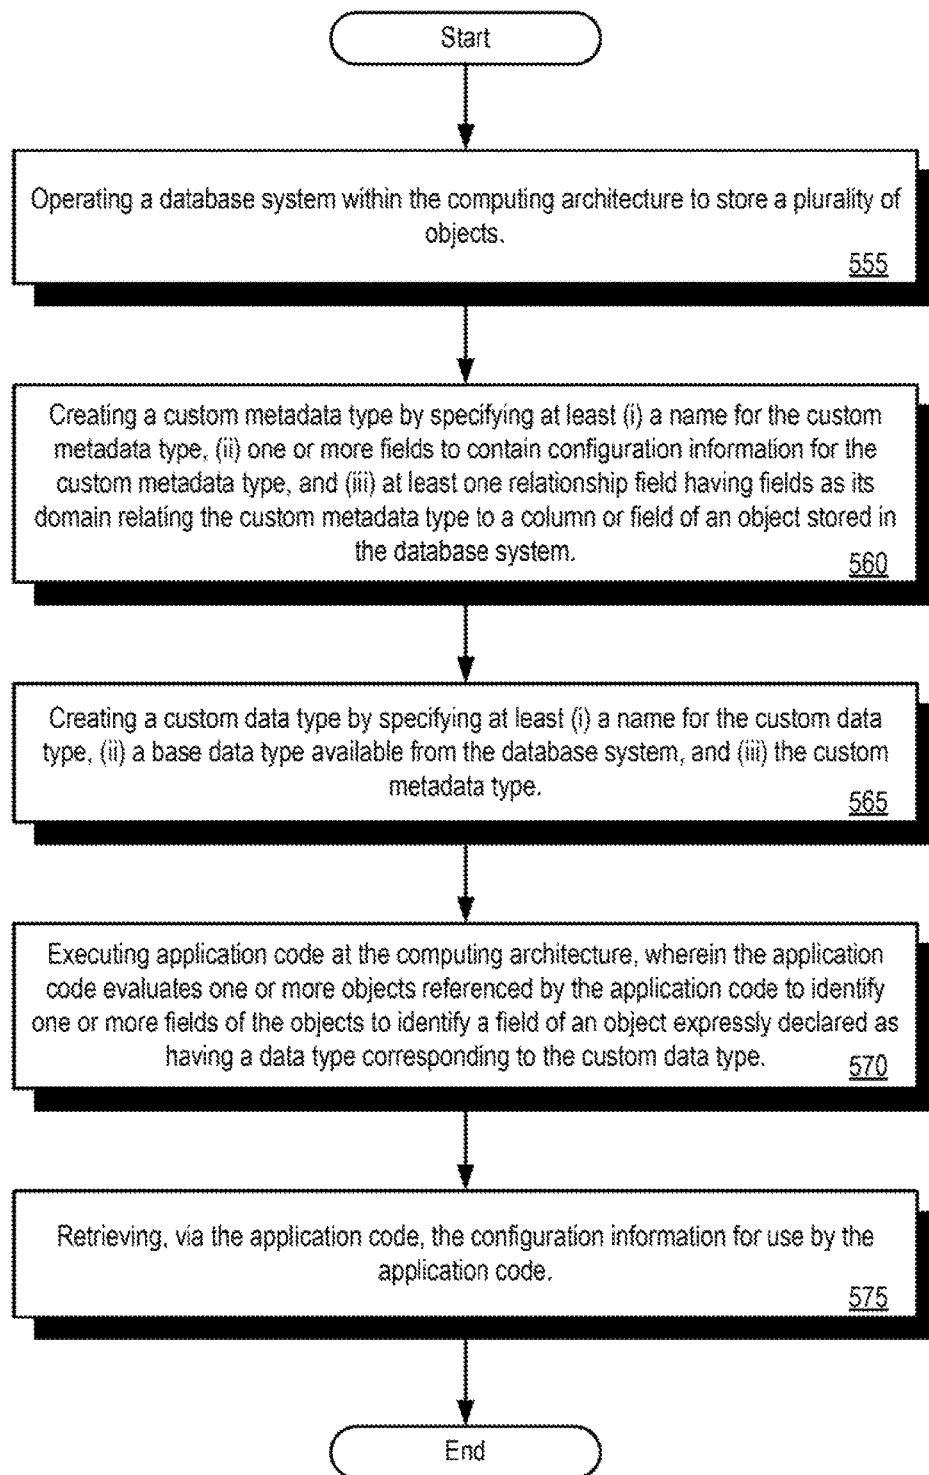 Start
Operating a database system within the computing architecture to store a plurality of
objects.
555
Creating a custom metadata type by specifying at least (i) a name for the custom
metadata type, (ii) one or more fields to contain configuration information for the
custom metadata type, and (iii) at least one relationship field having fields as its
domain relating the custom metadata type to a column or field of an object stored in
the database system.
560
Creating a custom data type by specifying at least (i) a name for the custom data
type, (ii) a base data type available from the database system, and (iii) the custom
metadata type.
565
Executing application code at the computing architecture, wherein the application
code evaluates one or more objects referenced by the application code to identify
one or more fields of the objects to identify a field of an object expressly declared as
having a data type corresponding to the custom data type.
570
Retrieving, via the application code, the configuration information for use by the
application code.
575
End